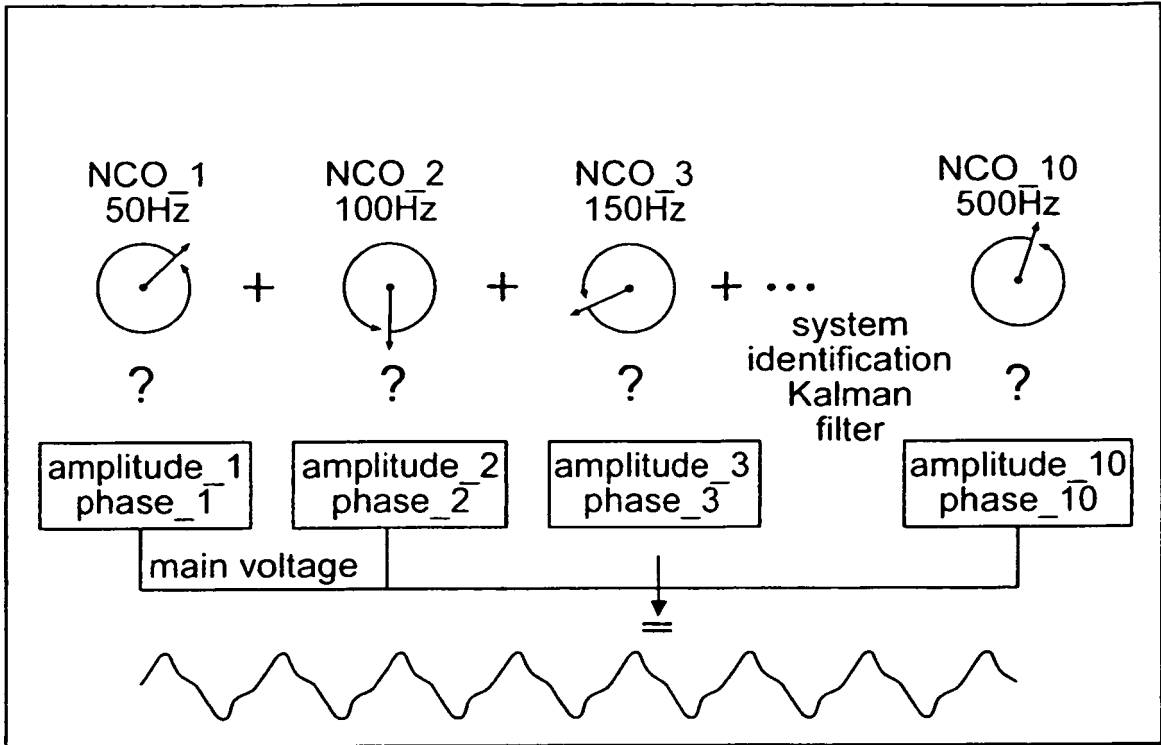 NCO_1
50Hz
NCO_2
100Hz
NCO_3
150Hz
NCO_10
500Hz
+
+
+ ...
system
identification
Kalman
filter
?
?
?
?
amplitude_1
phase_1
amplitude_2
phase_2
amplitude_3
phase_3
amplitude_10
phase_10
main voltage
=